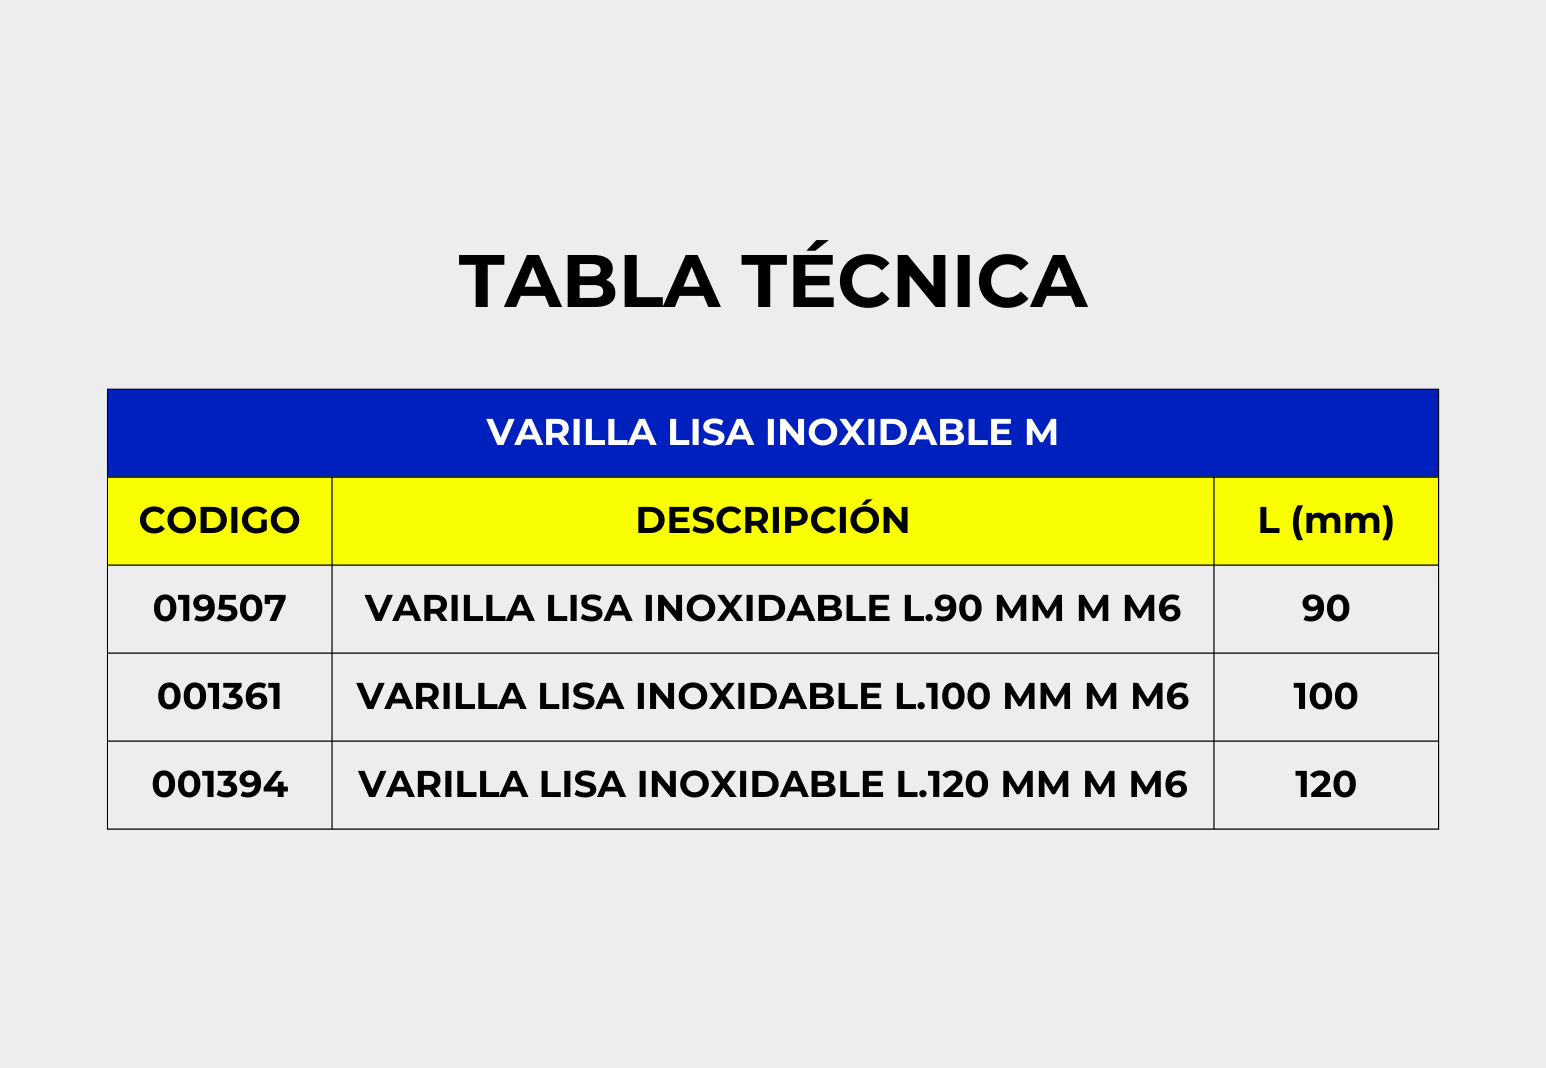 TABLA TÉCNICA
VARILLA LISA INOXIDABLE M
CODIGO DESCRIPCIÓN L (mm)
019507 VARILLA LISA INOXIDABLE L.90 MM M M6 90
001361 VARILLA LISA INOXIDABLE L.100 MM M M6 100
001394 VARILLA LISA INOXIDABLE L.120 MM M M6 120